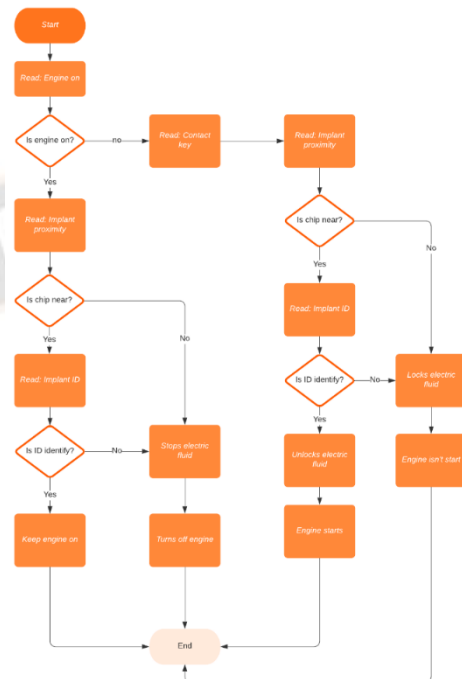 Start
Read: Engine on
Is engine on?
no
Read: Contact
key
Read: Implant
proximity
Yes
Read: Implant
proximity
Is chip near?
No
Yes
Is chip near?
No
Yes
Read: Implant ID
Read: Implant ID
Is ID identify?
No
Locks electric
fluid
Yes
Is ID identify?
No
Stops electric
fluid
Unlocks electric
fluid
Engine isn't start
Yes
Keep engine on
Turns off engine
Engine starts
End